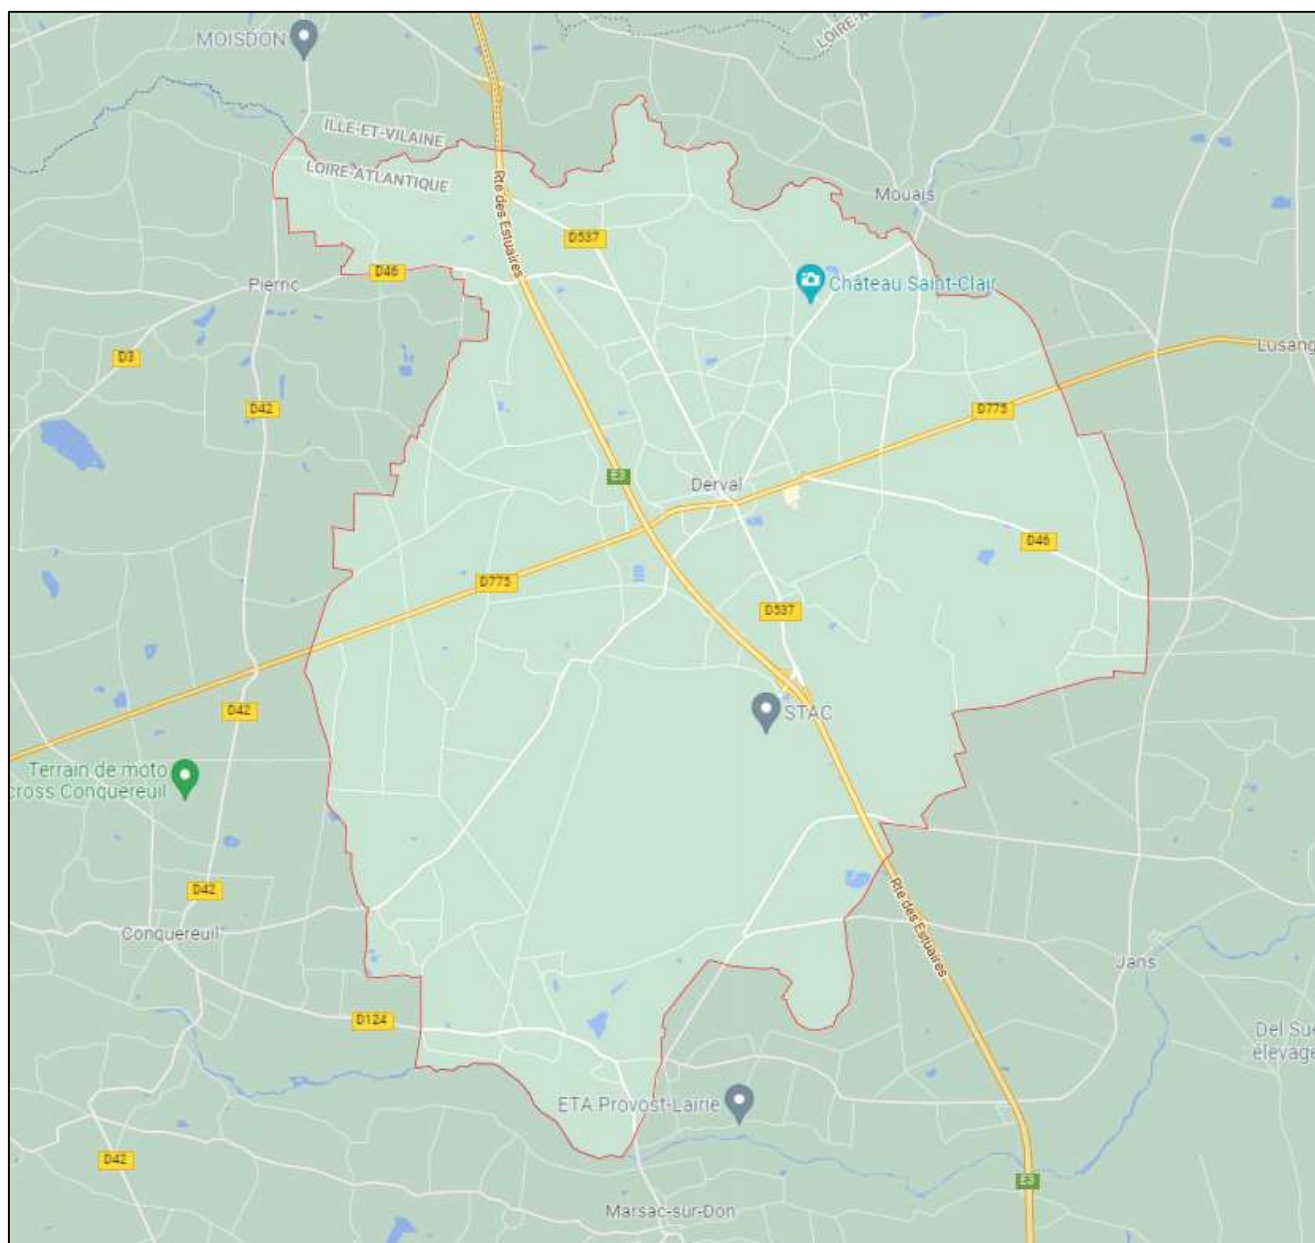 LOIRE-A
MOISDON
ILLE-ET-VILAINE
LOIRE-ATLANTIQUE
Mouais
Rte des Estuaires
D537
D46
Pierric
Château Saint-Clair
D3
Lusang
D42
D775
E3
Derval
D46
D775
D537
D42
STAC
Terrain de moto
cross Conquereuil
D42
Rte des Estuaires
Conquereuil
Jans
D124
Del Sue
élevage
ETA Provost-Lairie
D42
E3
Marsac-sur-Don